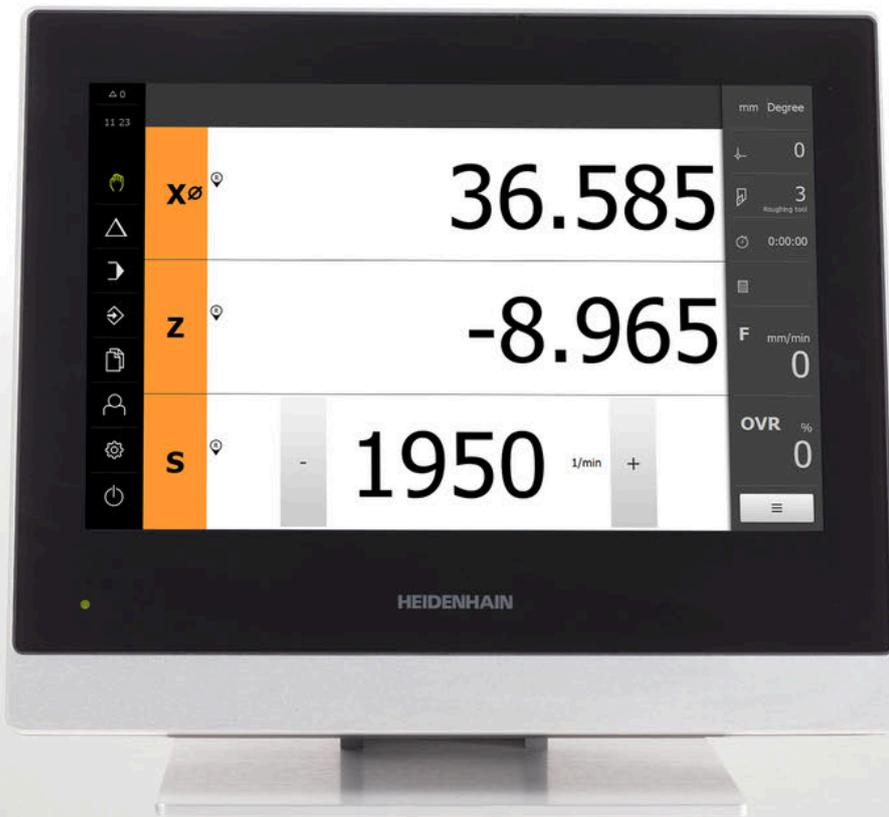 0
11 23
mm Degree
0
X⌀
R
36.585
3
Roughing tool
0:00:00
Z
R
-8.965
F
mm/min
0
S
R
-
1950
1/min
+
OVR
%
0
HEIDENHAIN